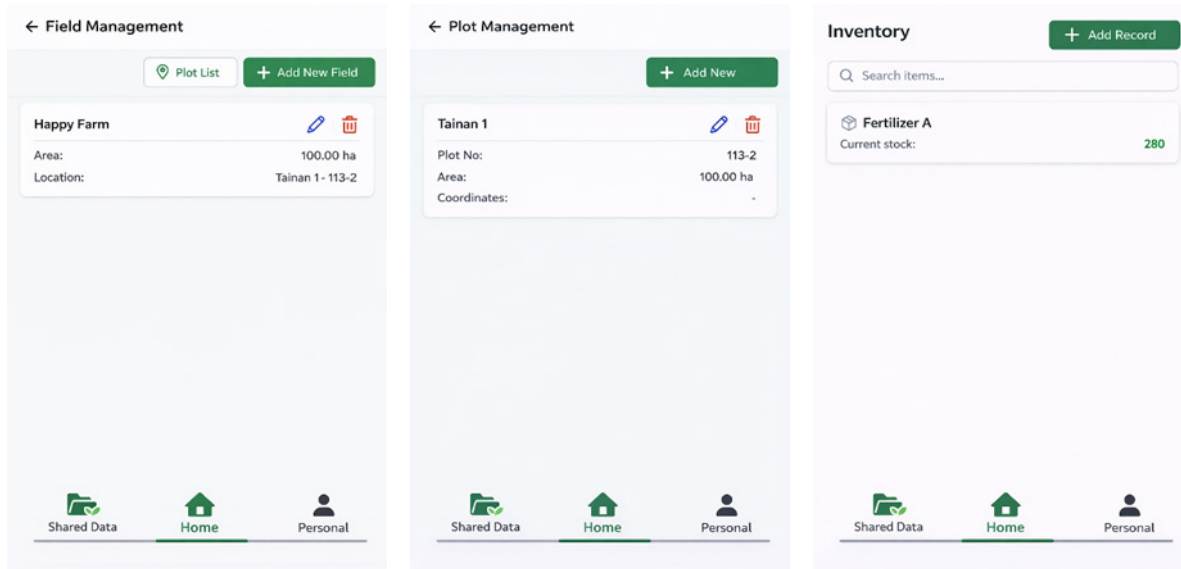 ← Field Management
Plot List
+ Add New Field
Happy Farm
Area: 100.00 ha
Location: Tainan 1 - 113-2
Shared Data
Home
Personal
← Plot Management
+ Add New
Tainan 1
Plot No: 113-2
Area: 100.00 ha
Coordinates: -
Shared Data
Home
Personal
Inventory
+ Add Record
Search items...
Fertilizer A
Current stock: 280
Shared Data
Home
Personal